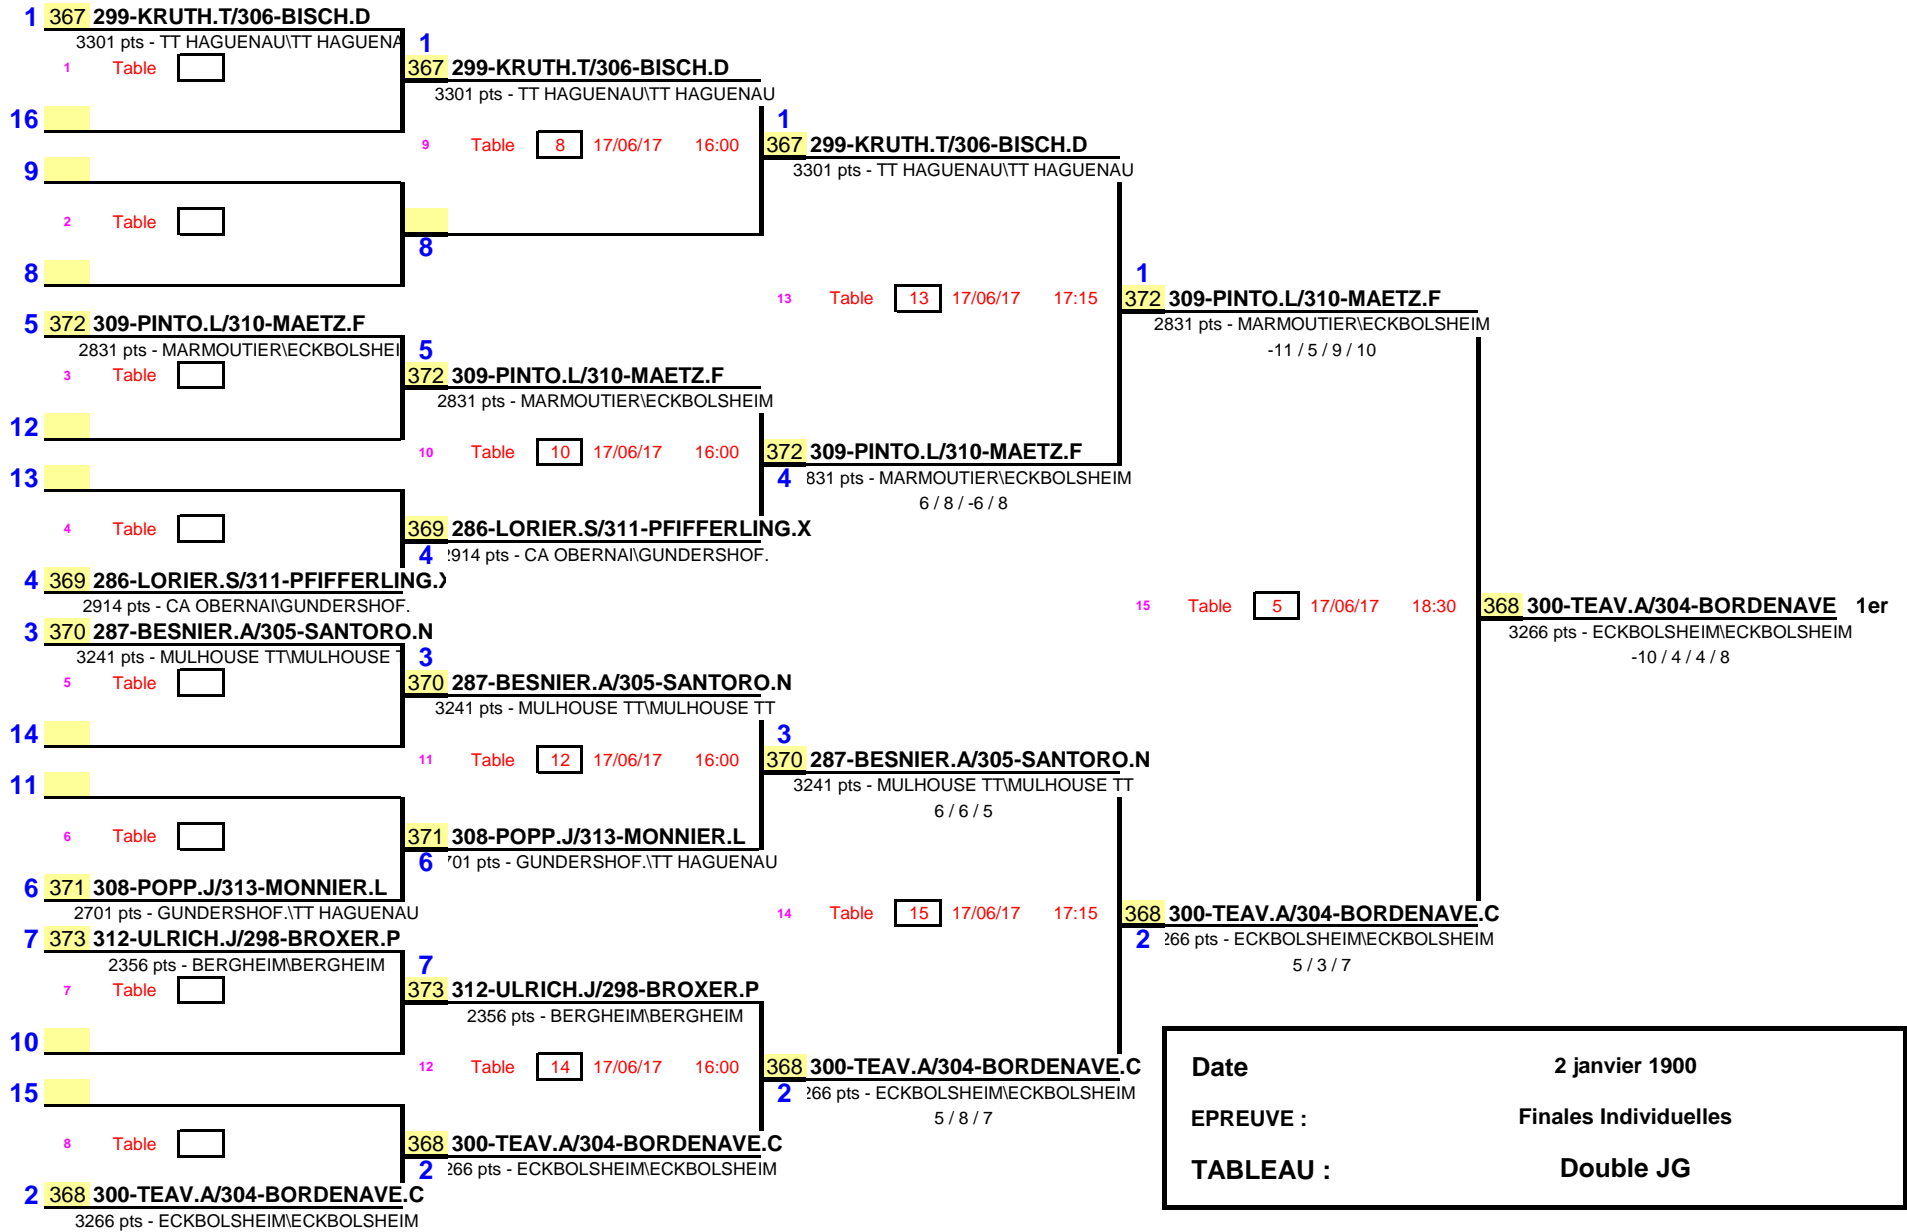 1 367 299-KRUTH.T/306-BISCH.D
3301 pts - TT HAGUENAU\TT HAGUENA
1 Table
16
9
2 Table
8
5 372 309-PINTO.L/310-MAETZ.F
2831 pts - MARMOUTIER\ECKBOLSHEI
3 Table
12
13
4 Table
4 369 286-LORIER.S/311-PFIFFERLING.X
2914 pts - CA OBERNAI\GUNDERSHOF.
3 370 287-BESNIER.A/305-SANTORO.N
3241 pts - MULHOUSE TT\MULHOUSE T
5 Table
14
11
6 Table
6 371 308-POPP.J/313-MONNIER.L
2701 pts - GUNDERSHOF.\TT HAGUENAU
7 373 312-ULRICH.J/298-BROXER.P
2356 pts - BERGHEIM\BERGHEIM
7 Table
10
15
8 Table
2 368 300-TEAV.A/304-BORDENAVE.C
3266 pts - ECKBOLSHEIM\ECKBOLSHEIM
1
367 299-KRUTH.T/306-BISCH.D
3301 pts - TT HAGUENAU\TT HAGUENAU
9 Table 8 17/06/17 16:00
8
5
372 309-PINTO.L/310-MAETZ.F
2831 pts - MARMOUTIER\ECKBOLSHEIM
10 Table 10 17/06/17 16:00
369 286-LORIER.S/311-PFIFFERLING.X
4 2914 pts - CA OBERNAI\GUNDERSHOF.
3
370 287-BESNIER.A/305-SANTORO.N
3241 pts - MULHOUSE TT\MULHOUSE TT
11 Table 12 17/06/17 16:00
371 308-POPP.J/313-MONNIER.L
6 701 pts - GUNDERSHOF.\TT HAGUENAU
7
373 312-ULRICH.J/298-BROXER.P
2356 pts - BERGHEIM\BERGHEIM
12 Table 14 17/06/17 16:00
368 300-TEAV.A/304-BORDENAVE.C
2 266 pts - ECKBOLSHEIM\ECKBOLSHEIM
1
367 299-KRUTH.T/306-BISCH.D
3301 pts - TT HAGUENAU\TT HAGUENAU
13 Table 13 17/06/17 17:15
372 309-PINTO.L/310-MAETZ.F
4 831 pts - MARMOUTIER\ECKBOLSHEIM
6 / 8 / -6 / 8
3
370 287-BESNIER.A/305-SANTORO.N
3241 pts - MULHOUSE TT\MULHOUSE TT
6 / 6 / 5
14 Table 15 17/06/17 17:15
368 300-TEAV.A/304-BORDENAVE.C
2 266 pts - ECKBOLSHEIM\ECKBOLSHEIM
5 / 8 / 7
1
372 309-PINTO.L/310-MAETZ.F
2831 pts - MARMOUTIER\ECKBOLSHEIM
-11 / 5 / 9 / 10
15 Table 5 17/06/17 18:30
368 300-TEAV.A/304-BORDENAVE.C
2 266 pts - ECKBOLSHEIM\ECKBOLSHEIM
5 / 3 / 7
368 300-TEAV.A/304-BORDENAVE 1er
3266 pts - ECKBOLSHEIM\ECKBOLSHEIM
-10 / 4 / 4 / 8
Date 2 janvier 1900
EPREUVE : Finales Individuelles
TABLEAU : Double JG